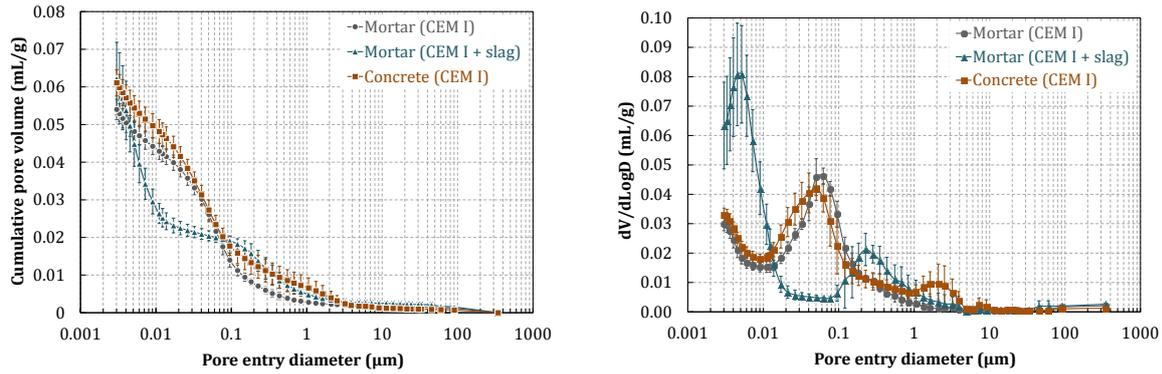 Cumulative pore volume (mL/g)
0.08
0.07
0.06
0.05
0.04
0.03
0.02
0.01
0
Mortar (CEM I)
Mortar (CEM I + slag)
Concrete (CEM I)
0.001 0.01 0.1 1 10 100 1000
Pore entry diameter (μm)
dV/dLogD (mL/g)
0.10
0.09
0.08
0.07
0.06
0.05
0.04
0.03
0.02
0.01
0.00
Mortar (CEM I)
Mortar (CEM I + slag)
Concrete (CEM I)
0.001 0.01 0.1 1 10 100 1000
Pore entry diameter (μm)